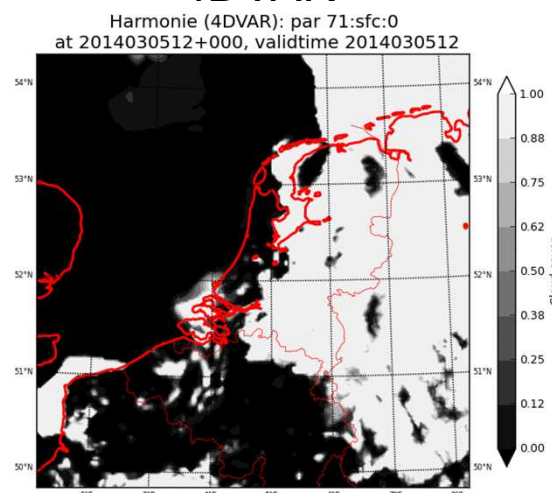 Harmonie (4DVAR): par 71:sfc:0
at 2014030512+000, validtime 2014030512
54°N
54°N
53°N
53°N
52°N
52°N
51°N
51°N
50°N
50°N
1.00
0.88
0.75
0.62
0.50
0.38
0.25
0.12
0.00